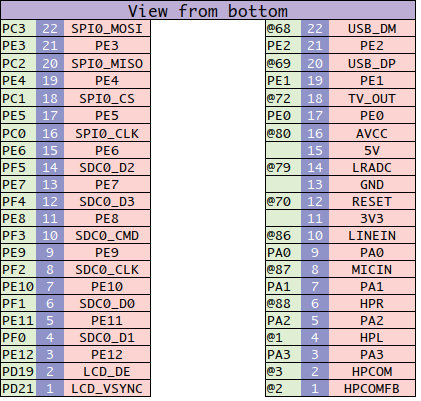 View from bottom
PC3 22 SPI0_MOSI @68 22 USB_DM
PE3 21 PE3 PE2 21 PE2
PC2 20 SPI0_MISO @69 20 USB_DP
PE4 19 PE4 PE1 19 PE1
PC1 18 SPI0_CS @72 18 TV_OUT
PE5 17 PE5 PE0 17 PE0
PC0 16 SPI0_CLK @80 16 AVCC
PE6 15 PE6 15 5V
PF5 14 SDC0_D2 @79 14 LRADC
PE7 13 PE7 13 GND
PF4 12 SDC0_D3 @70 12 RESET
PE8 11 PE8 11 3V3
PF3 10 SDC0_CMD @86 10 LINEIN
PE9 9 PE9 PA0 9 PA0
PF2 8 SDC0_CLK @87 8 MICIN
PE10 7 PE10 PA1 7 PA1
PF1 6 SDC0_D0 @88 6 HPR
PE11 5 PE11 PA2 5 PA2
PF0 4 SDC0_D1 @1 4 HPL
PE12 3 PE12 PA3 3 PA3
PD19 2 LCD_DE @3 2 HPCOM
PD21 1 LCD_VSYNC @2 1 HPCOMFB